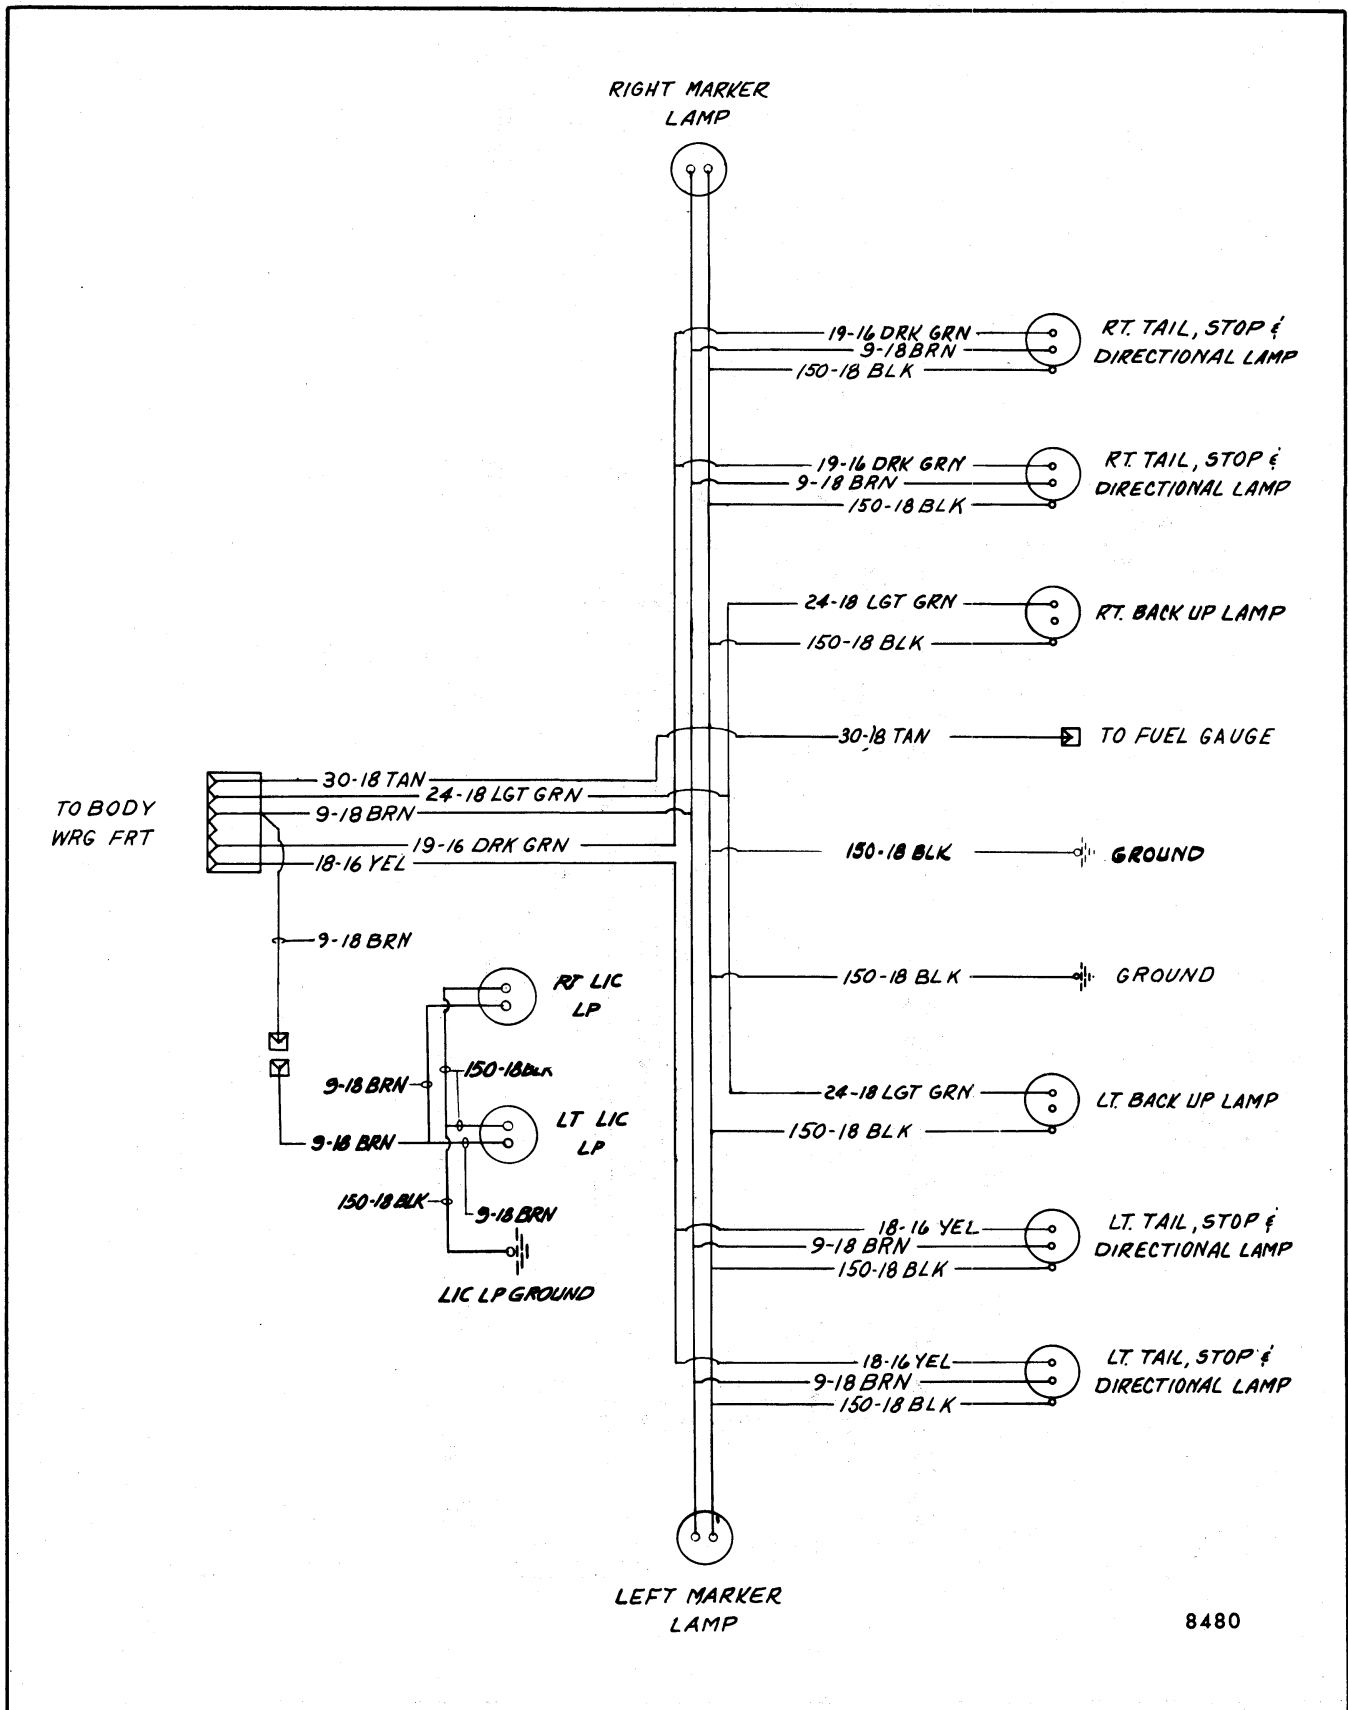 RIGHT MARKER
LAMP
19-16 DRK GRN
9-18 BRN
150-18 BLK
RT. TAIL, STOP &
DIRECTIONAL LAMP
19-16 DRK GRN
9-18 BRN
150-18 BLK
RT. TAIL, STOP &
DIRECTIONAL LAMP
24-18 LGT GRN
150-18 BLK
RT. BACK UP LAMP
30-18 TAN
TO FUEL GAUGE
TO BODY
WRG FRT
30-18 TAN
24-18 LGT GRN
9-18 BRN
19-16 DRK GRN
18-16 YEL
150-18 BLK
GROUND
9-18 BRN
150-18 BLK
GROUND
RT LIC
LP
9-18 BRN
150-18 BLK
LT LIC
LP
9-18 BRN
150-18 BLK
9-18 BRN
LIC LP GROUND
24-18 LGT GRN
150-18 BLK
LT. BACK UP LAMP
18-16 YEL
9-18 BRN
150-18 BLK
LT. TAIL, STOP &
DIRECTIONAL LAMP
18-16 YEL
9-18 BRN
150-18 BLK
LT. TAIL, STOP &
DIRECTIONAL LAMP
LEFT MARKER
LAMP
8480